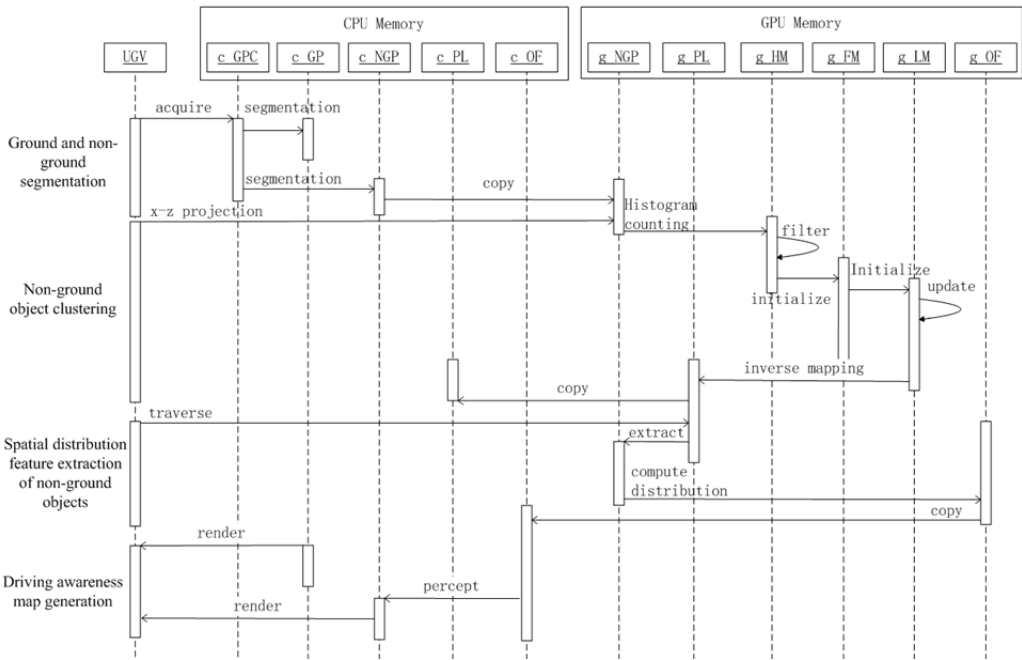 CPU Memory
GPU Memory
UGV
c_GPC
c_GP
c_NGP
c_PL
c_OF
g_NGP
g_PL
g_HM
g_FM
g_LM
g_OF
acquire
segmentation
Ground and non-
ground
segmentation
segmentation
copy
x-z projection
Histogram
counting
filter
Initialize
initialize
update
Non-ground
object clustering
inverse mapping
copy
traverse
extract
Spatial distribution
feature extraction
of non-ground
objects
compute
distribution
copy
render
percept
Driving awareness
map generation
render